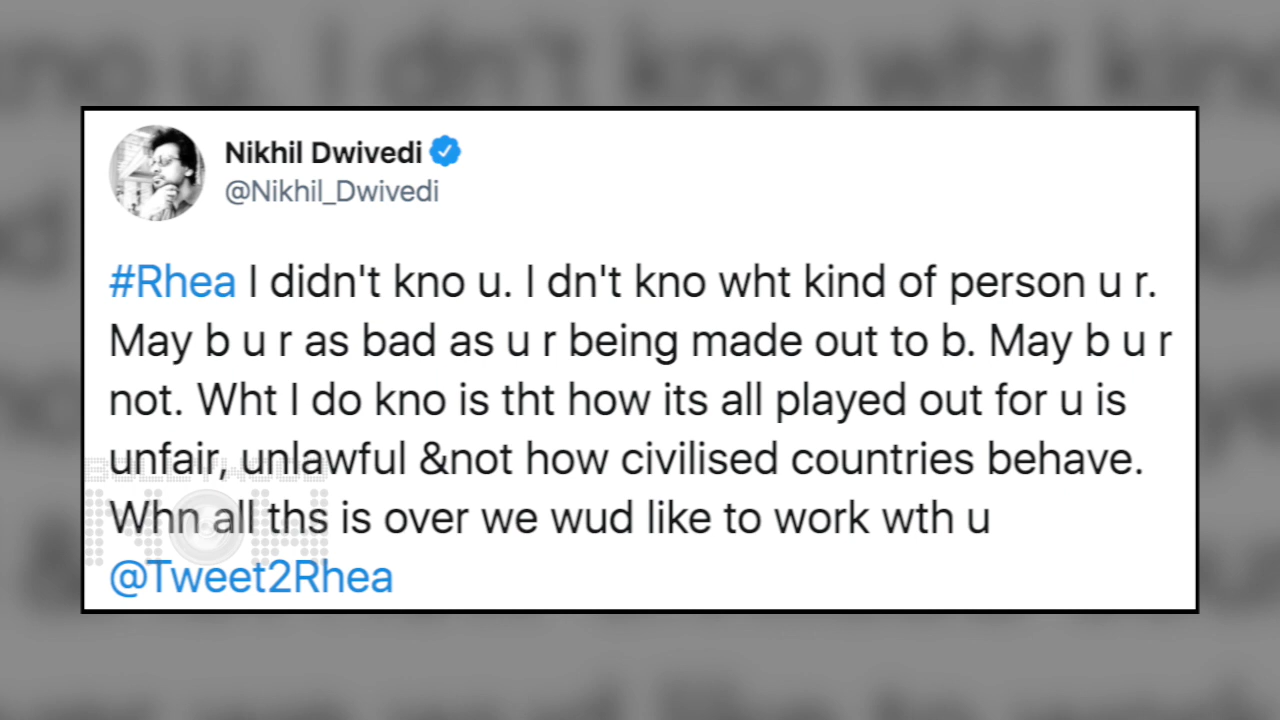 Nikhil Dwivedi
@Nikhil_Dwivedi
#Rhea I didn't kno u. I dn't kno wht kind of person u r.
May b u r as bad as u r being made out to b. May b u r
not. Wht I do kno is tht how its all played out for u is
unfair, unlawful &not how civilised countries behave.
Whn all ths is over we wud like to work wth u
@Tweet2Rhea
BOLLYWOOD
NOW